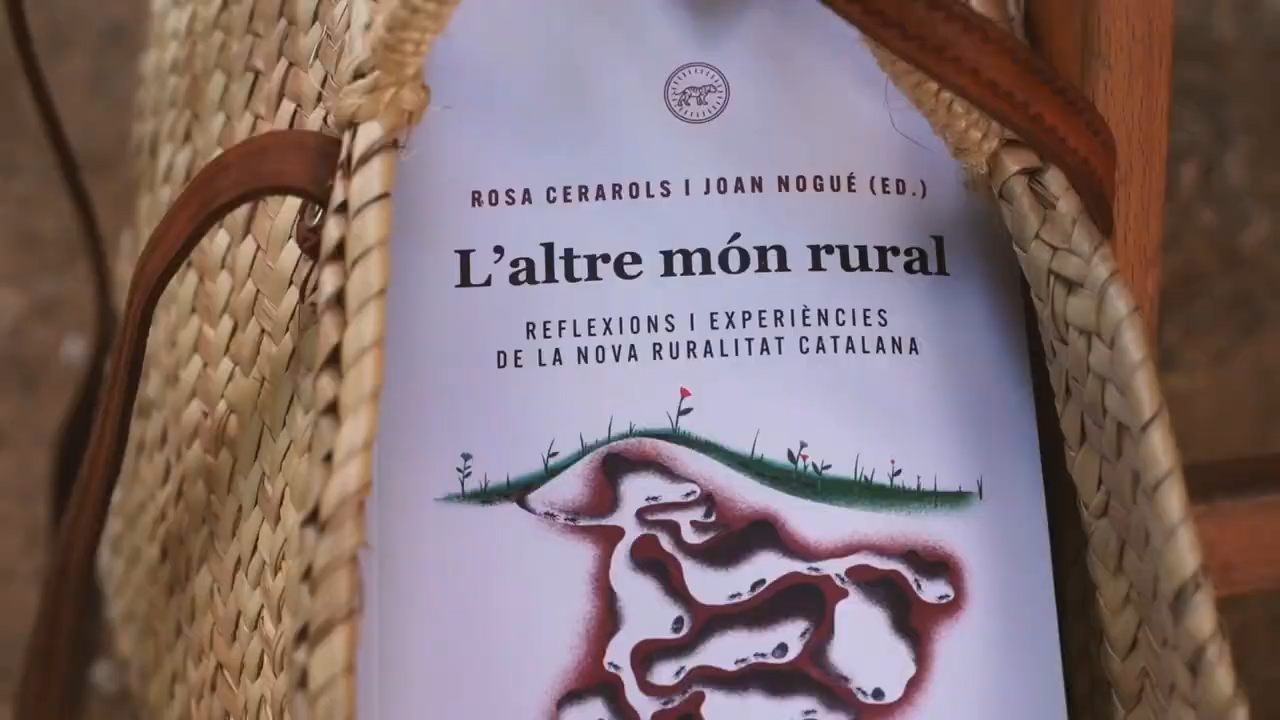 ROSA CERAROLS I JOAN NOGUÉ (ED.)
L'altre món rural
REFLEXIONS I EXPERIÈNCIES
DE LA NOVA RURALITAT CATALANA